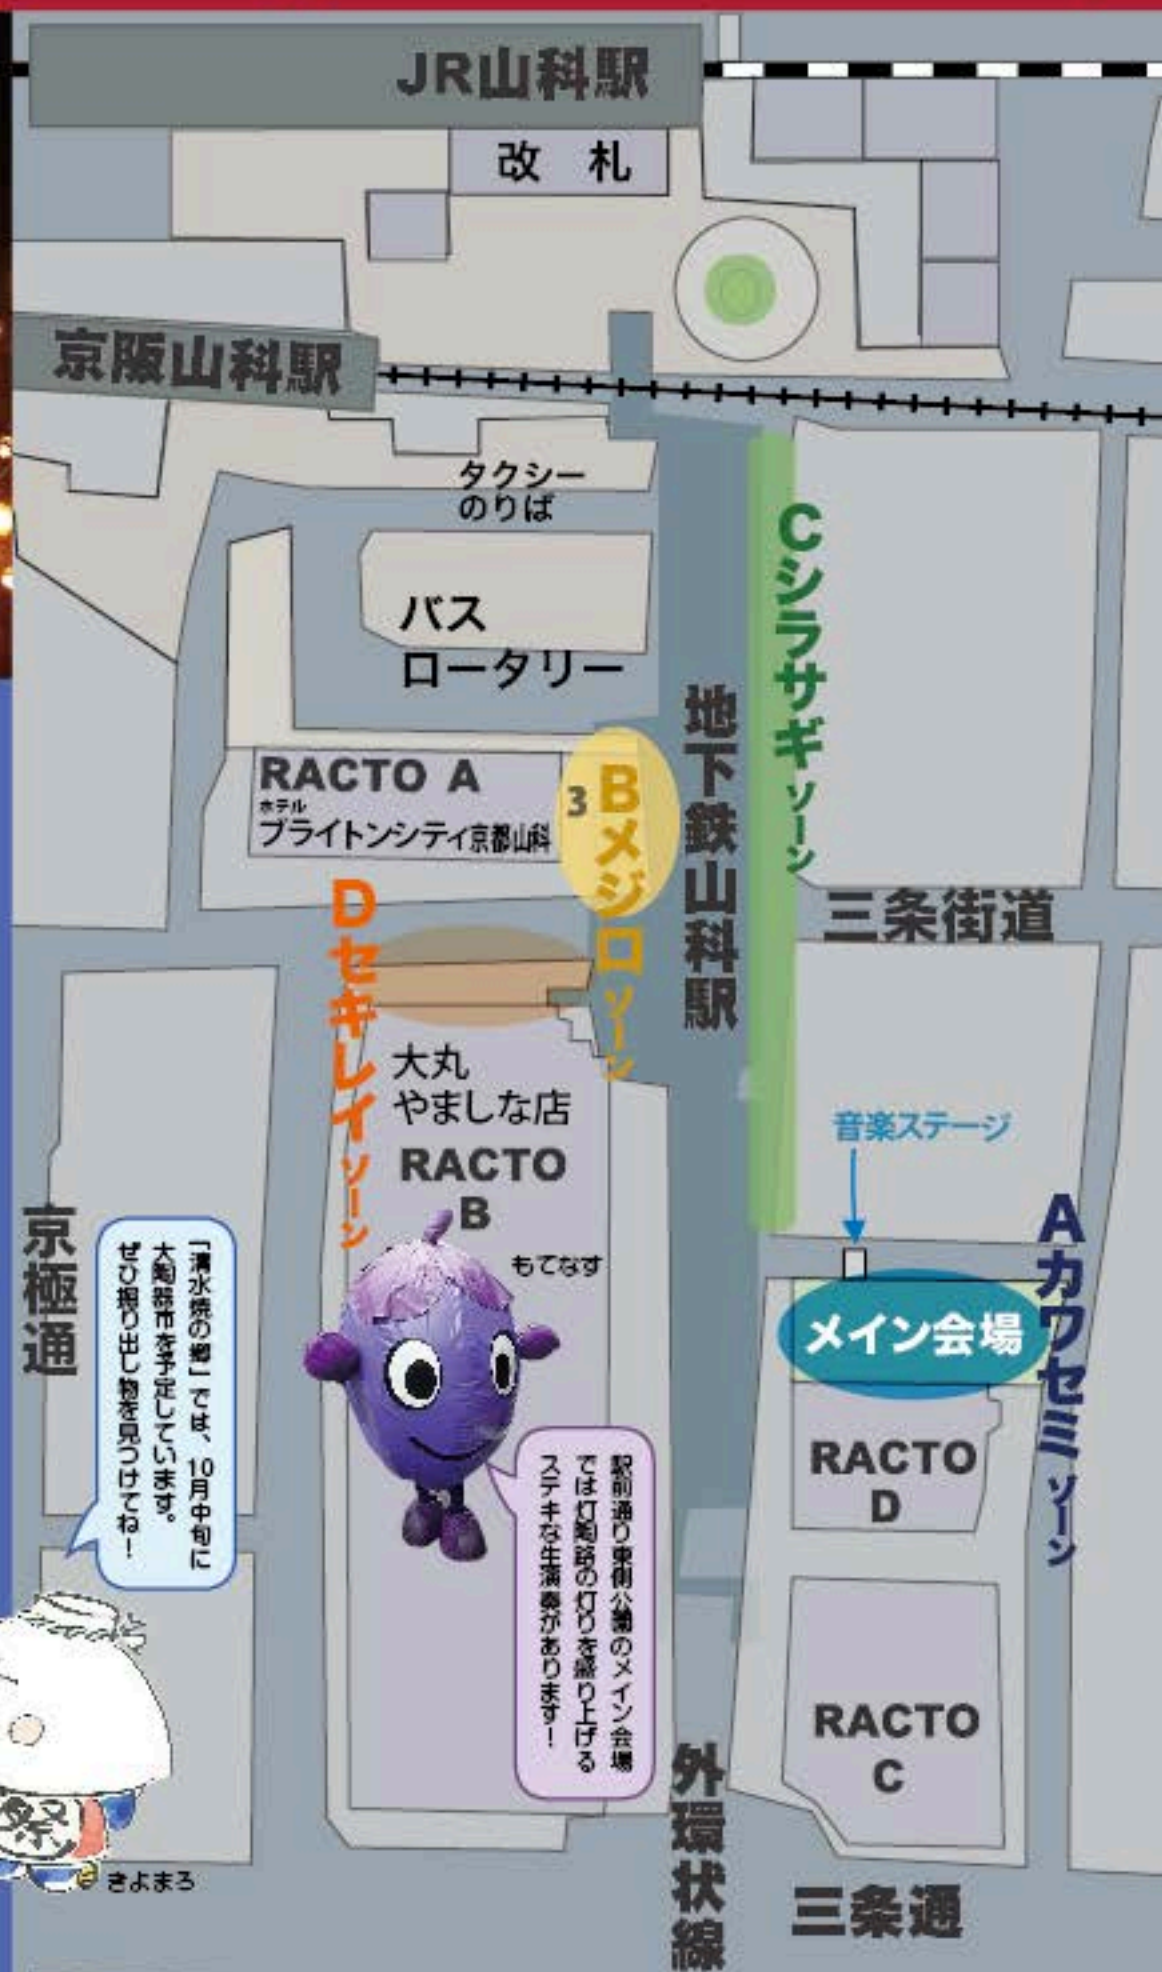 JR山科駅
改 札
京阪山科駅
タクシー
のりば
バス
ロータリー
Cシラサギゾーン
地下鉄山科駅
RACTO A
ホテル
ブライトンシティ京都山科
3
Bメジロゾーン
三条街道
Dセキレイゾーン
大丸
やましな店
RACTO
B
音楽ステージ
メイン会場
Aカワセミゾーン
もてなす
京極通
「清水焼の郷」では、10月中旬に
大陶器市を予定しています。
ぜひ掘り出し物を見つけてね！
駅前通り東側公園のメイン会場
では灯陶路の灯りを盛り上げる
ステキな生演奏があります！
RACTO
D
RACTO
C
外環状線
三条通
祭
きよまろ